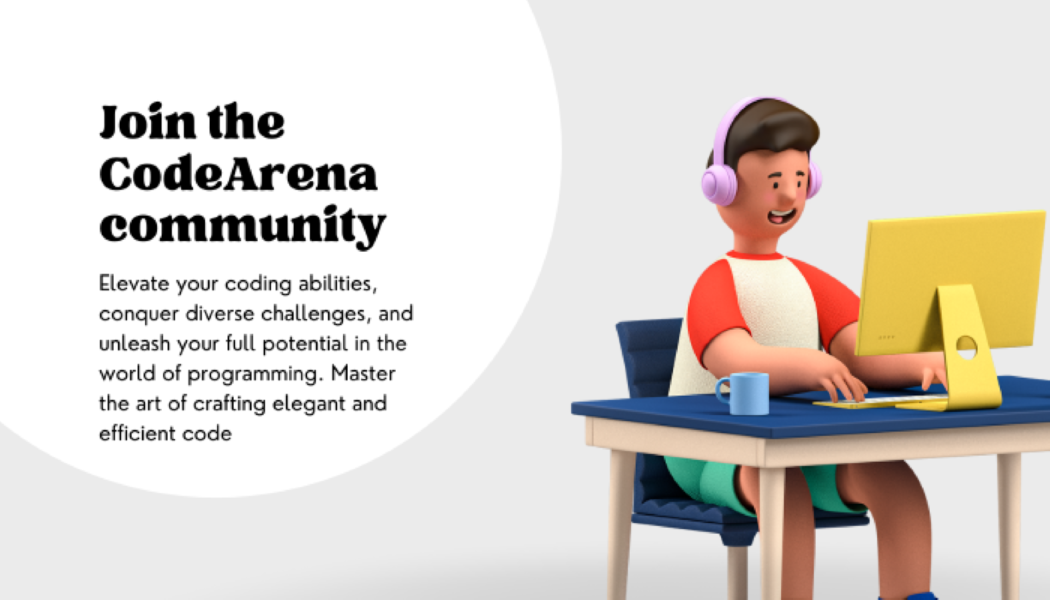 Join the
CodeArena
community
Elevate your coding abilities,
conquer diverse challenges, and
unleash your full potential in the
world of programming. Master
the art of crafting elegant and
efficient code